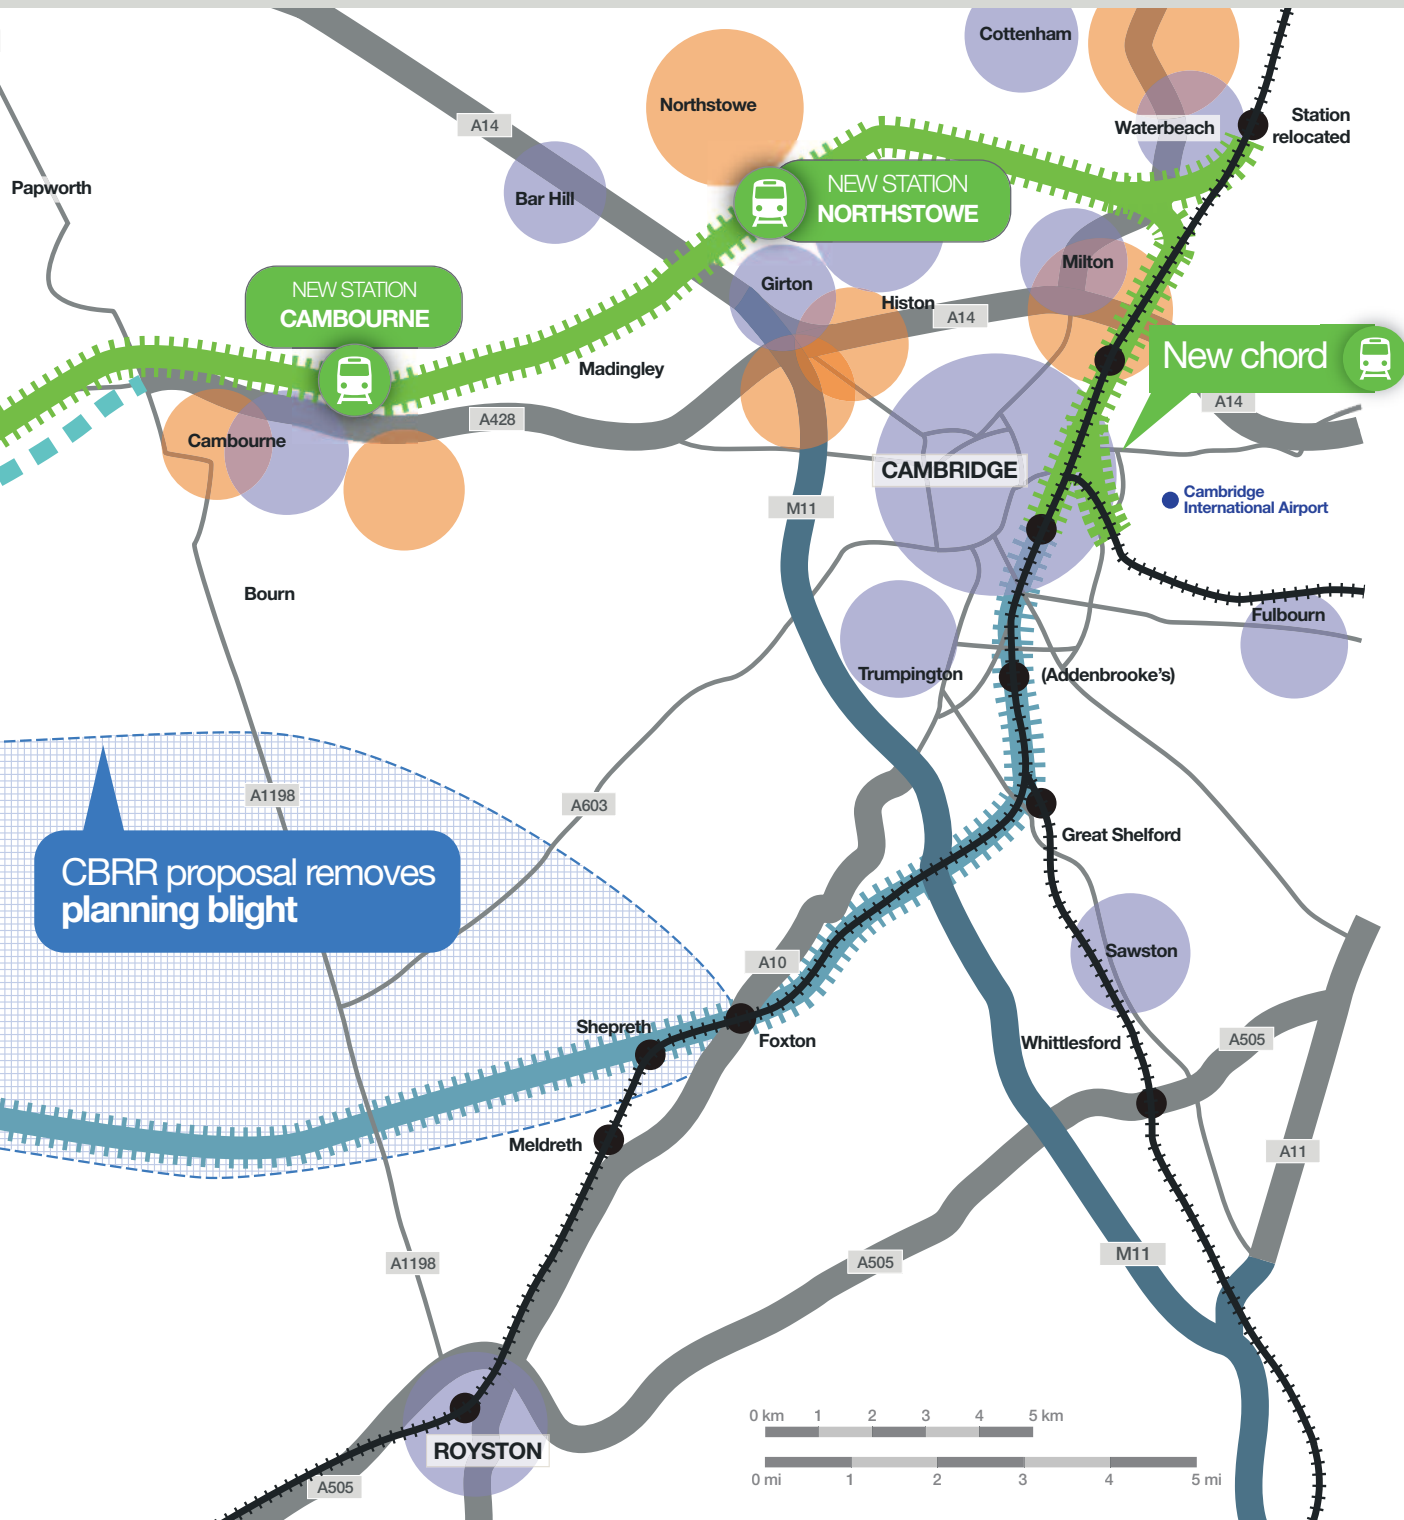 Cottenham
Northstowe
Station
relocated
A14
Waterbeach
Papworth
Bar Hill
NEW STATION
NORTHSTOWE
Milton
Girton
NEW STATION
CAMBOURNE
Histon
A14
New chord
Madingley
A14
A428
Cambourne
CAMBRIDGE
Cambridge
International Airport
M11
Bourn
Fulbourn
Trumpington
(Addenbrooke's)
A1198
A603
Great Shelford
CBRR proposal removes
planning blight
Sawston
A10
Shepreth
Foxton
Whittlesford
A505
Meldreth
A11
A1198
A505
M11
0 km 1 2 3 4 5 km
ROYSTON
0 mi 1 2 3 4 5 mi
A505